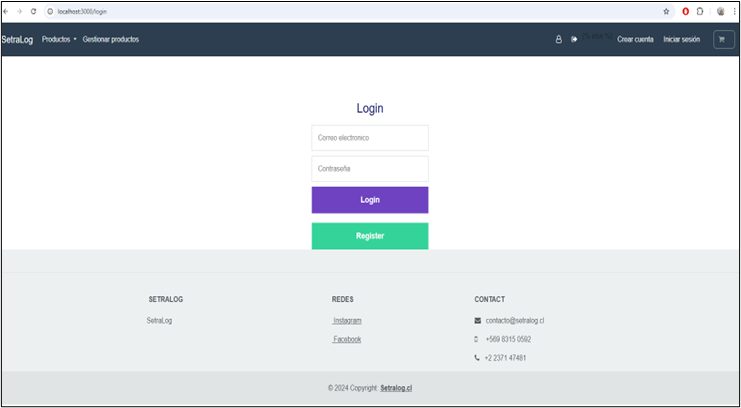 localhost:3000/login
SetraLog Productos Gestionar productos Crear cuenta Iniciar sesión
Login
Correo electronico
Contraseña
Login
Register
SETRALOG REDES CONTACT
SetraLog Instagram contacto@setralog.cl
Facebook +569 8315 0592
+2 2371 47481
© 2024 Copyright: Setralog.cl